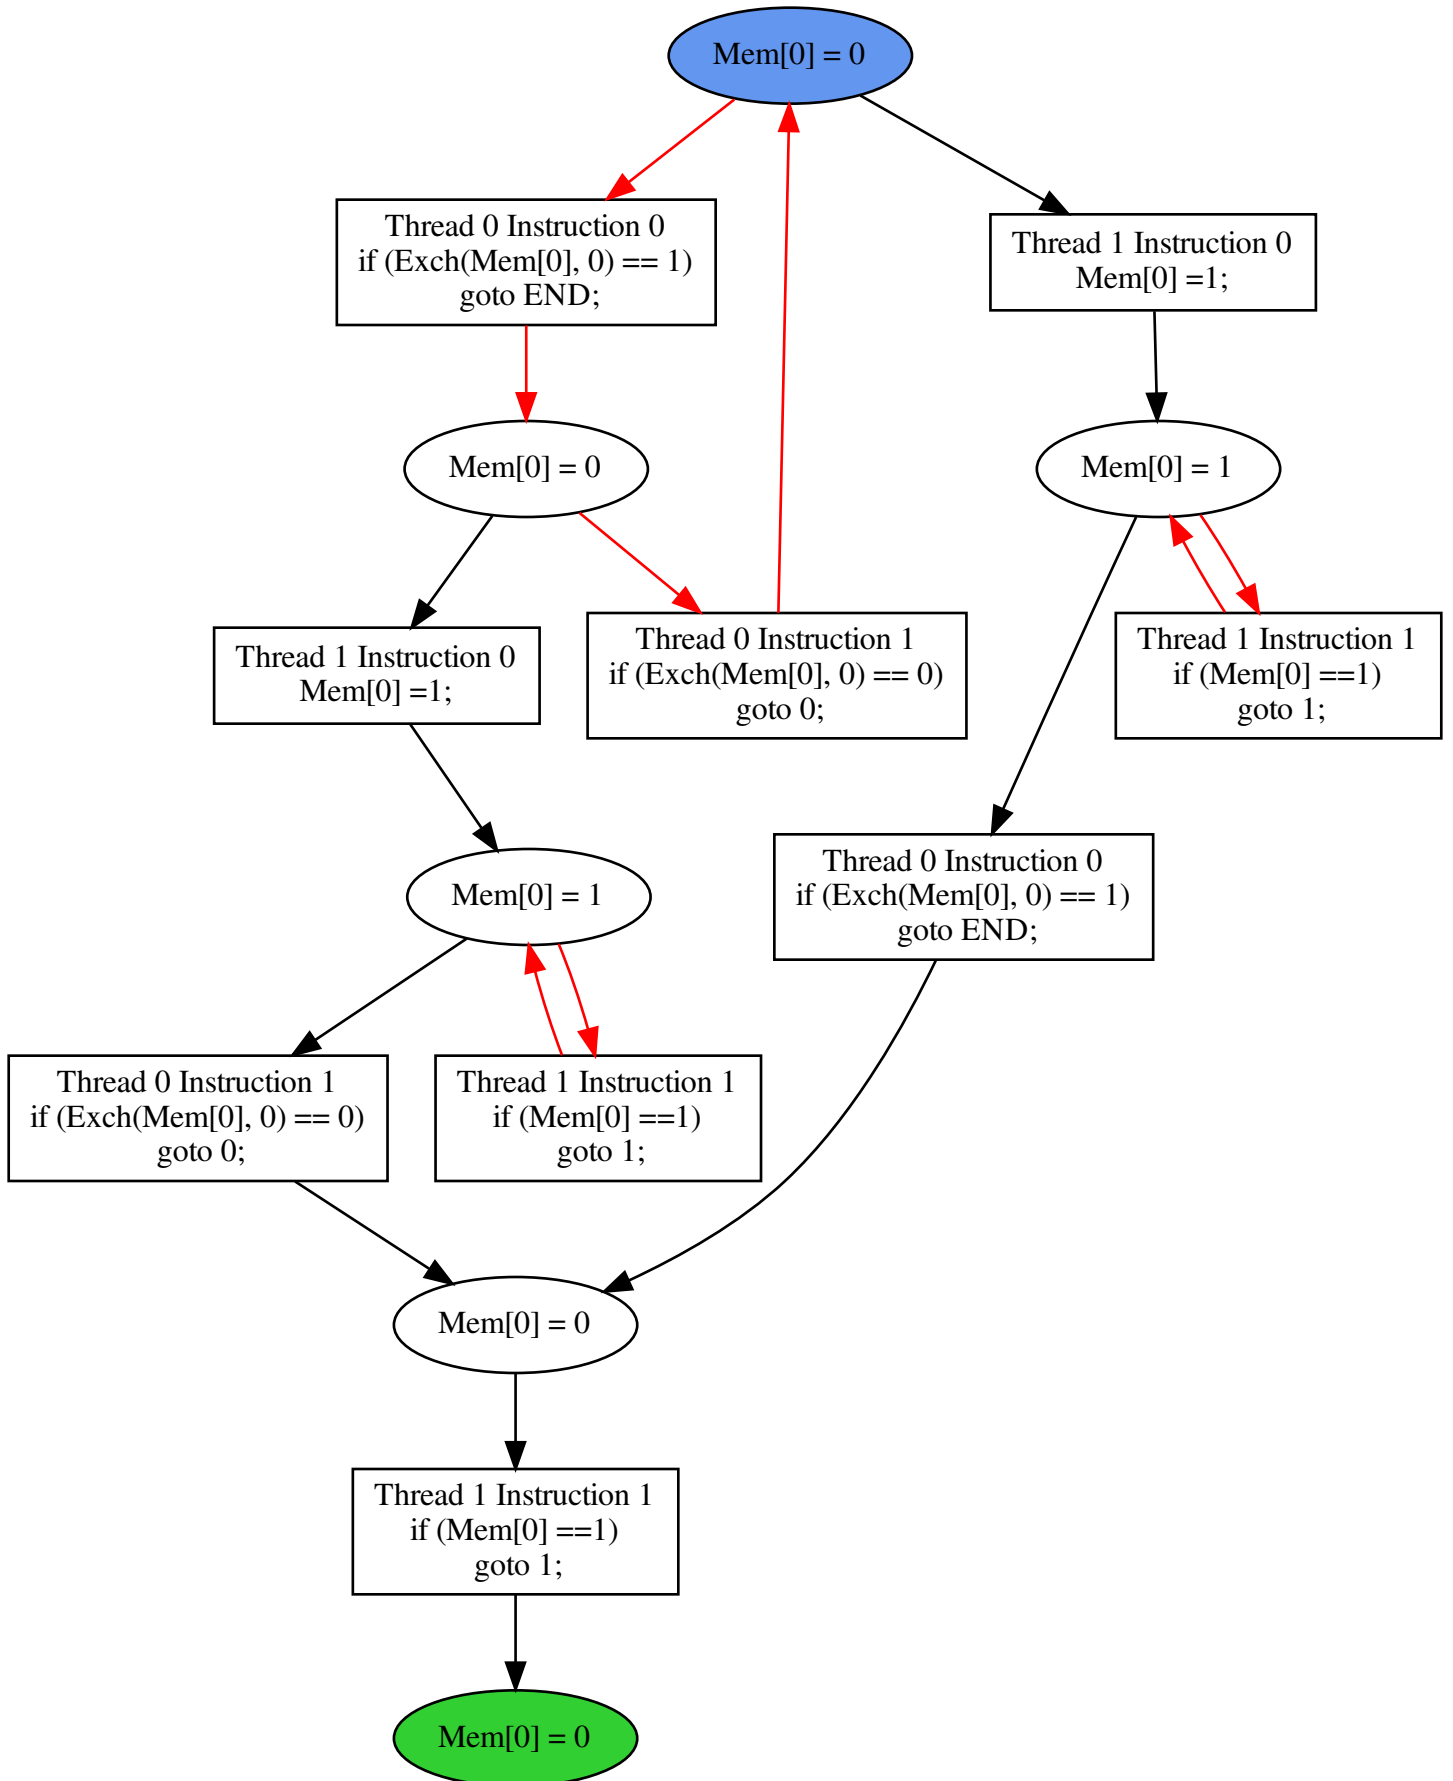 Mem[0] = 0
Thread 0 Instruction 0
if (Exch(Mem[0], 0) == 1)
goto END;
Thread 1 Instruction 0
Mem[0] =1;
Mem[0] = 0
Mem[0] = 1
Thread 1 Instruction 0
Mem[0] =1;
Thread 0 Instruction 1
if (Exch(Mem[0], 0) == 0)
goto 0;
Thread 1 Instruction 1
if (Mem[0] ==1)
goto 1;
Mem[0] = 1
Thread 0 Instruction 0
if (Exch(Mem[0], 0) == 1)
goto END;
Thread 0 Instruction 1
if (Exch(Mem[0], 0) == 0)
goto 0;
Thread 1 Instruction 1
if (Mem[0] ==1)
goto 1;
Mem[0] = 0
Thread 1 Instruction 1
if (Mem[0] ==1)
goto 1;
Mem[0] = 0